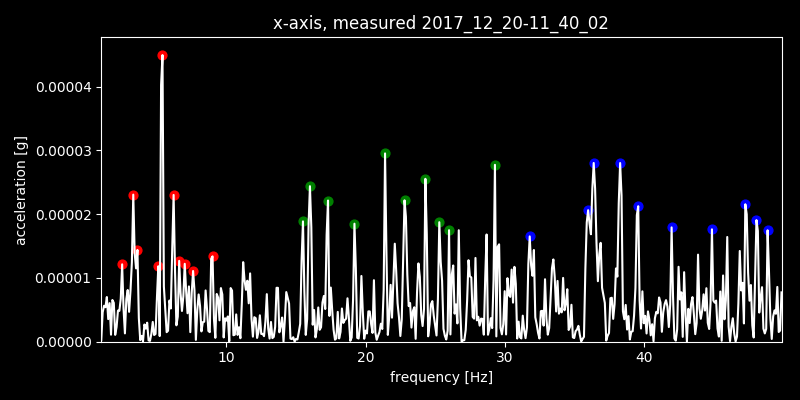 x-axis, measured 2017_12_20-11_40_02
acceleration [g]
0.00004
0.00003
0.00002
0.00001
0.00000
10 20 30 40
frequency [Hz]